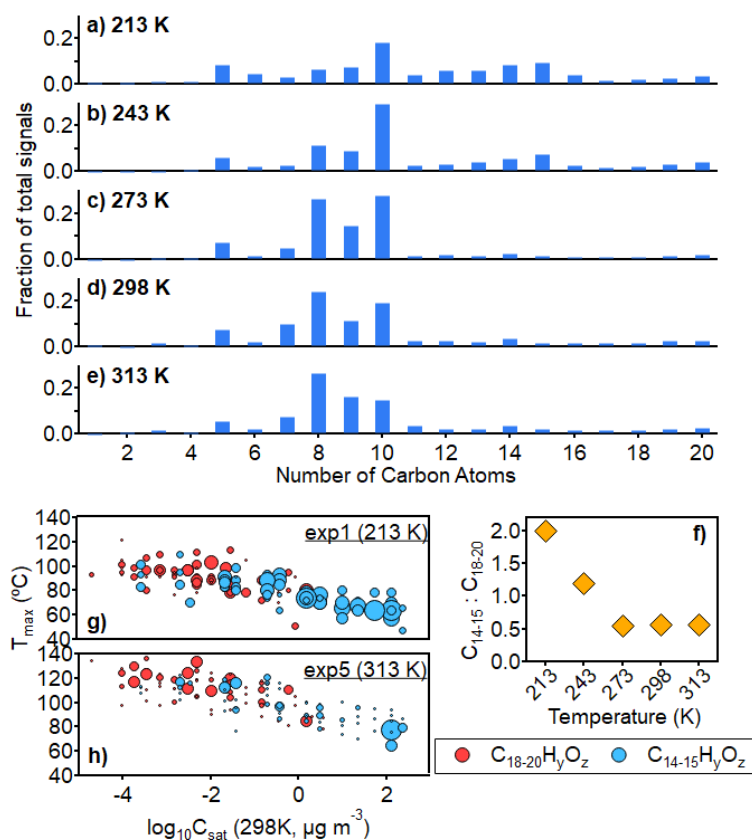 a) 213 K
0.2
0.0
b) 243 K
0.2
0.0
c) 273 K
0.2
0.0
d) 298 K
0.2
0.0
e) 313 K
0.2
0.0
Fraction of total signals
2 4 6 8 10 12 14 16 18 20
Number of Carbon Atoms
140
120
100
80
60
40
exp1 (213 K)
g)
140
120
100
80
60
40
exp5 (313 K)
h)
Tmax (ºC)
-4 -2 0 2
log10Csat (298K, µg m-3)
f)
2.0
1.5
1.0
0.5
0.0
C14-15 : C18-20
213 243 273 298 313
Temperature (K)
C18-20HyOz C14-15HyOz